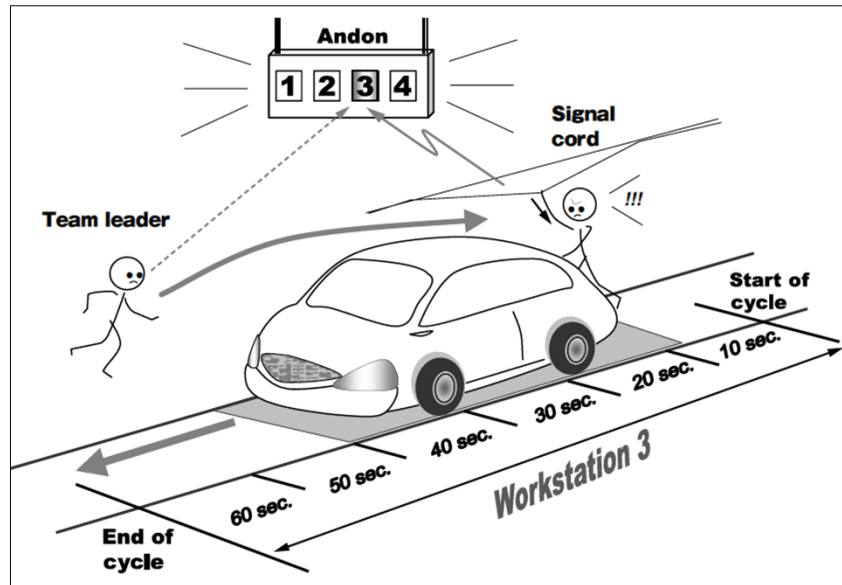 Andon
1 2 3 4
Signal
cord
!!!
Team leader
Start of
cycle
10 sec.
20 sec.
30 sec.
40 sec.
50 sec.
60 sec.
Workstation 3
End of
cycle